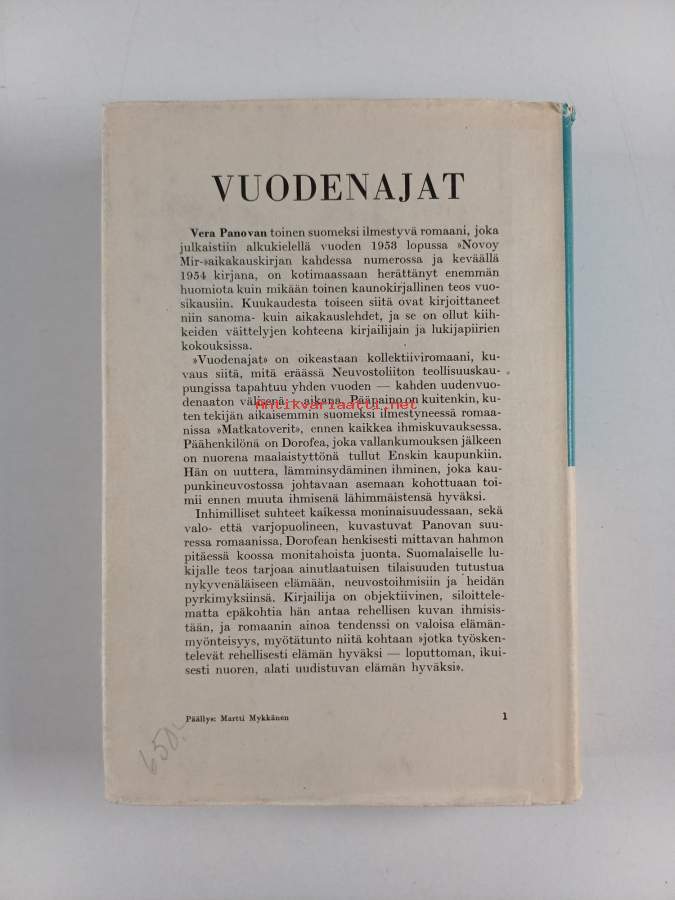 VUODENAJAT
Vera Panovan toinen suomeksi ilmestyvä romaani, joka
julkaistiin alkukielellä vuoden 1953 lopussa »Novoy
Mir-»aikakauskirjan kahdessa numerossa ja keväällä
1954 kirjana, on kotimaassaan herättänyt enemmän
huomiota kuin mikään toinen kaunokirjallinen teos vuo-
sikausiin. Kuukaudesta toiseen siitä ovat kirjoittaneet
niin sanoma- kuin aikakauslehdet, ja se on ollut kiih-
keiden väittelyjen kohteena kirjailijain ja lukijapiirien
kokouksissa.
»Vuodenajat» on oikeastaan kollektiiviromaani, ku-
vaus siitä, mitä eräässä Neuvostoliiton teollisuuskau-
pungissa tapahtuu yhden vuoden — kahden uudenvuo-
denaaton välisenä — aikana. Pääpaino on kuitenkin, ku-
Antikvariaatti.net
ten tekijän aikaisemmin suomeksi ilmestyneessä romaa-
nissa »Matkatoverit», ennen kaikkea ihmiskuvauksessa.
Päähenkilönä on Dorofea, joka vallankumouksen jälkeen
on nuorena maalaistyttönä tullut Enskin kaupunkiin.
Hän on uuttera, lämminsydäminen ihminen, joka kau-
punkineuvostossa johtavaan asemaan kohottuaan toi-
mii ennen muuta ihmisenä lähimmäistensä hyväksi.
Inhimilliset suhteet kaikessa moninaisuudessaan, sekä
valo- että varjopuolineen, kuvastuvat Panovan suu-
ressa romaanissa, Dorofean henkisesti mittavan hahmon
pitäessä koossa monitahoista juonta. Suomalaiselle lu-
kijalle teos tarjoaa ainutlaatuisen tilaisuuden tutustua
nykyvenäläiseen elämään, neuvostoihmisiin ja heidän
pyrkimyksiinsä. Kirjailija on objektiivinen, siloittele-
matta epäkohtia hän antaa rehellisen kuvan ihmisis-
tään, ja romaanin ainoa tendenssi on valoisa elämän-
myönteisyys, myötätunto niitä kohtaan »jotka työsken-
televät rehellisesti elämän hyväksi — loputtoman, ikui-
sesti nuoren, alati uudistuvan elämän hyväksi».
Päällys: Martti Mykkänen 1
650:-